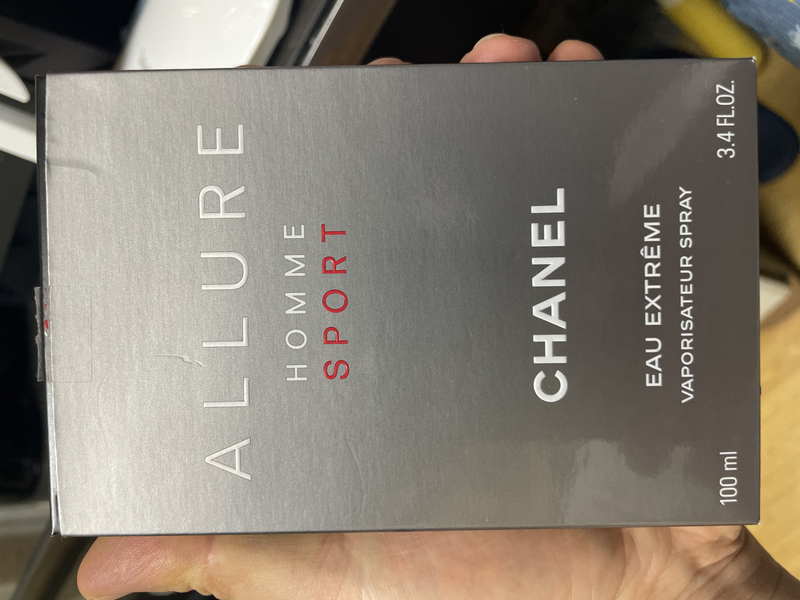 ALLURE
HOMME
SPORT
CHANEL
EAU EXTRÊME
VAPORISATEUR SPRAY
100 ml 3.4 FL.OZ.